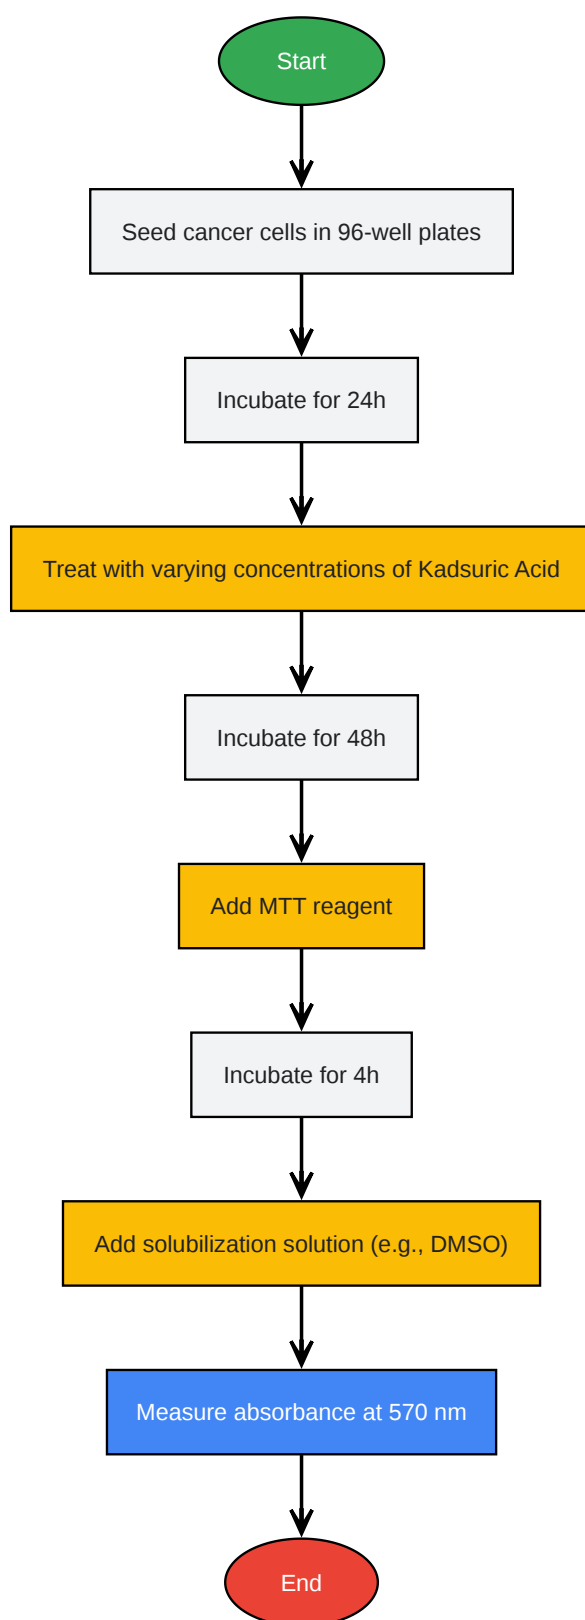 Start
Seed cancer cells in 96-well plates
Incubate for 24h
Treat with varying concentrations of Kadsuric Acid
Incubate for 48h
Add MTT reagent
Incubate for 4h
Add solubilization solution (e.g., DMSO)
Measure absorbance at 570 nm
End